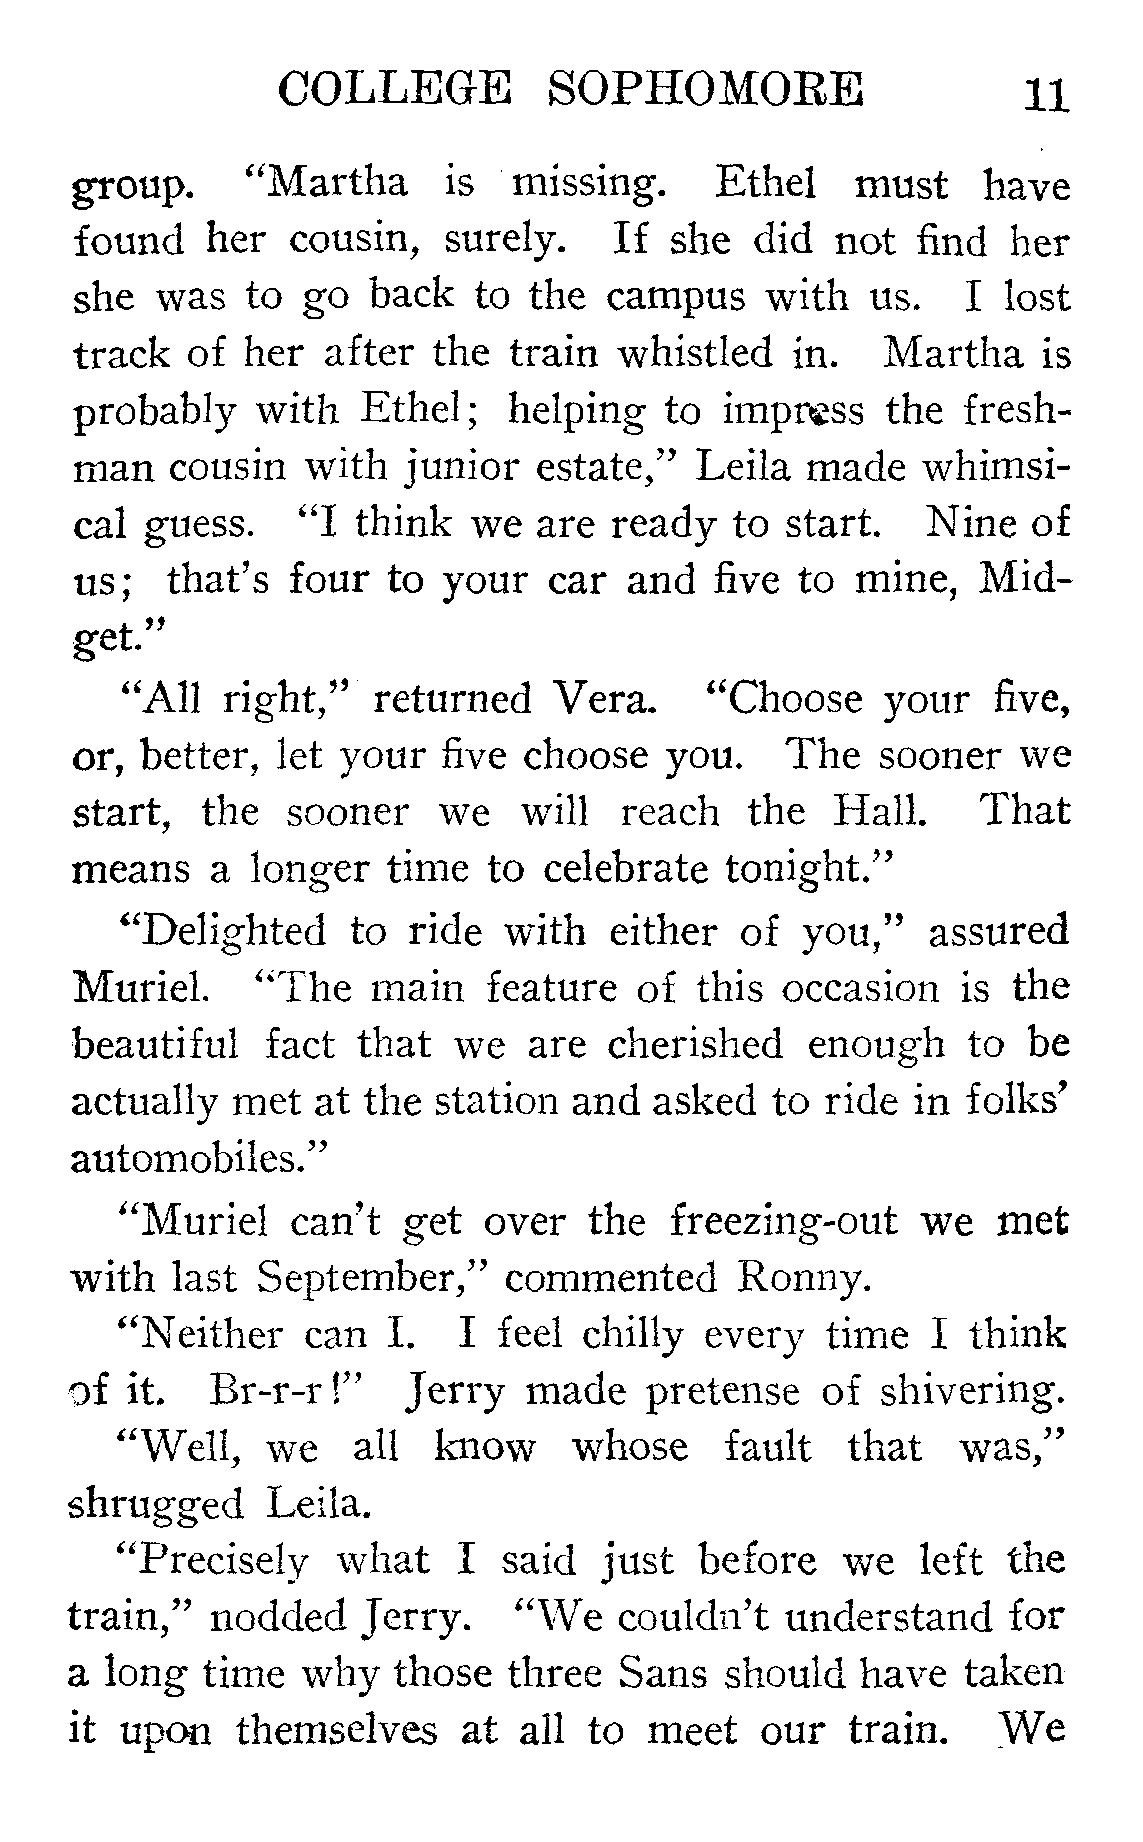 COLLEGE SOPHOMORE 11
group. “Martha is missing. Ethel must have
found her cousin, surely. If she did not find her
she was to go back to the campus with us. I lost
track of her after the train whistled in. Martha is
probably with Ethel; helping to impress the fresh-
man cousin with junior estate,” Leila made whimsi-
cal guess. “I think we are ready to start. Nine of
us; that’s four to your car and five to mine, Mid-
get.”
“All right,” returned Vera. “Choose your five,
or, better, let your five choose you. The sooner we
start, the sooner we will reach the Hall. That
means a longer time to celebrate tonight.”
“Delighted to ride with either of you,” assured
Muriel. “The main feature of this occasion is the
beautiful fact that we are cherished enough to be
actually met at the station and asked to ride in folks’
automobiles.”
“Muriel can’t get over the freezing-out we met
with last September,” commented Ronny.
“Neither can I. I feel chilly every time I think
of it. Br-r-r!” Jerry made pretense of shivering.
“Well, we all know whose fault that was,”
shrugged Leila.
“Precisely what I said just before we left the
train,” nodded Jerry. “We couldn’t understand for
a long time why those three Sans should have taken
it upon themselves at all to meet our train. We